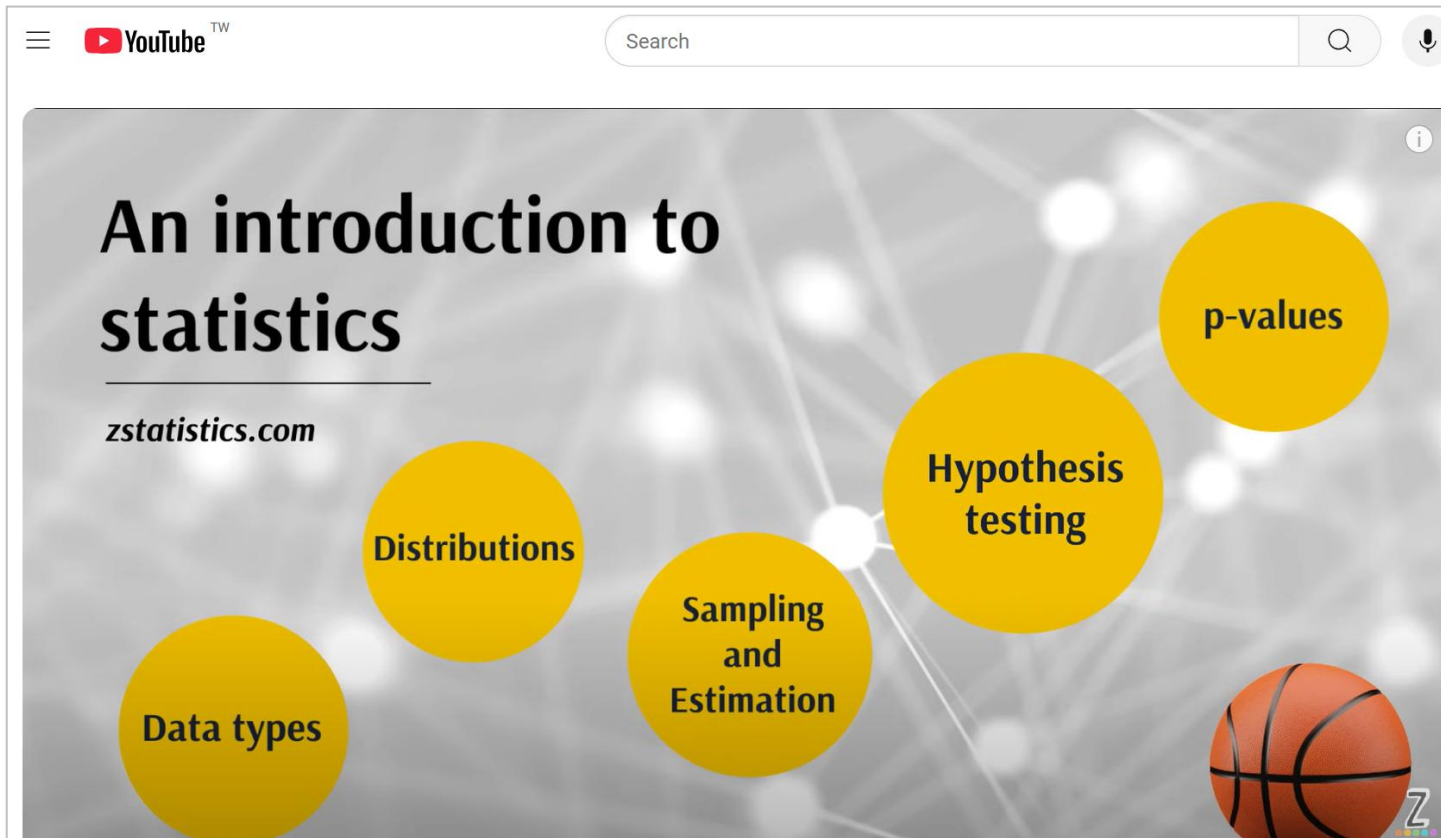 YouTube TW
Search
An introduction to
statistics
zstatistics.com
p-values
Hypothesis
testing
Distributions
Sampling
and
Estimation
Data types
i
Z